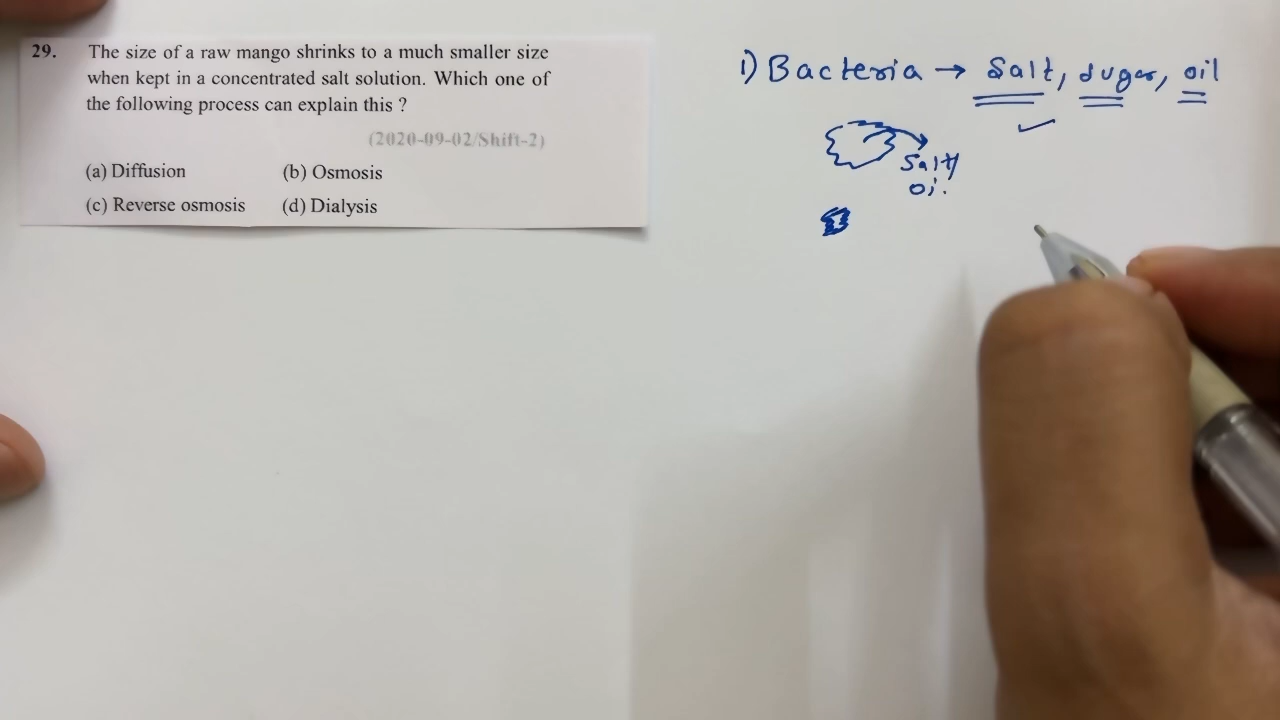 29. The size of a raw mango shrinks to a much smaller size
when kept in a concentrated salt solution. Which one of
the following process can explain this ?
(2020-09-02/Shift-2)
(a) Diffusion (b) Osmosis
(c) Reverse osmosis (d) Dialysis
1) Bacteria → Salt, sugar, oil
Salt/
oi.